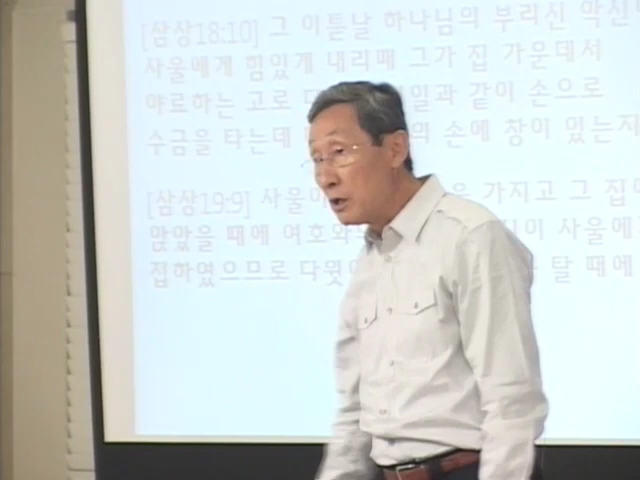 [삼상18:10] 그 이튿날 하나님의 부리신 악신
사울에게 힘있게 내리매 그가 집 가운데서
야료하는 고로 일과 같이 손으로
수금을 타는데 의 손에 창이 있는지
[삼상19:9] 사울이 가지고 그 집에
앉았을 때에 여호와 사울에
접하였으므로 다윗이 탈 때에